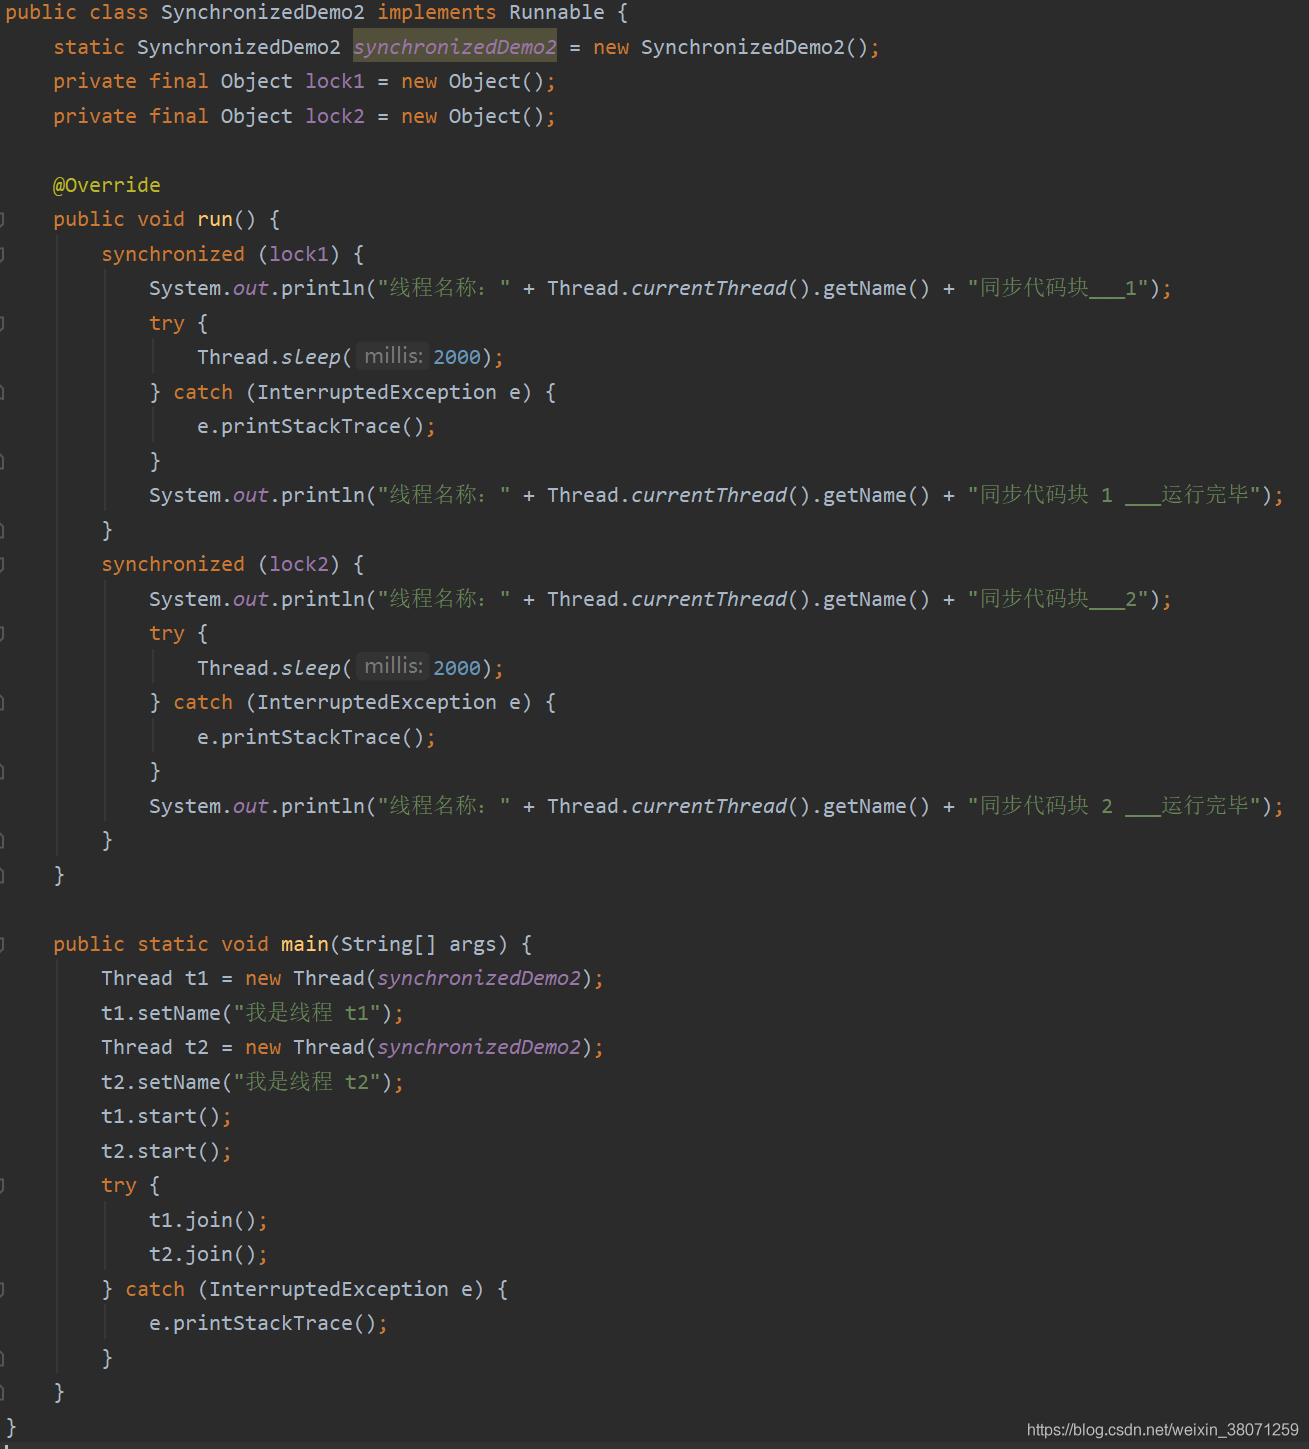 public class SynchronizedDemo2 implements Runnable {
    static SynchronizedDemo2 synchronizedDemo2 = new SynchronizedDemo2();
    private final Object lock1 = new Object();
    private final Object lock2 = new Object();

    @Override
    public void run() {
        synchronized (lock1) {
            System.out.println("线程名称：" + Thread.currentThread().getName() + "同步代码块___1");
            try {
                Thread.sleep( millis: 2000);
            } catch (InterruptedException e) {
                e.printStackTrace();
            }
            System.out.println("线程名称：" + Thread.currentThread().getName() + "同步代码块 1 ___运行完毕");
        }
        synchronized (lock2) {
            System.out.println("线程名称：" + Thread.currentThread().getName() + "同步代码块___2");
            try {
                Thread.sleep( millis: 2000);
            } catch (InterruptedException e) {
                e.printStackTrace();
            }
            System.out.println("线程名称：" + Thread.currentThread().getName() + "同步代码块 2 ___运行完毕");
        }
    }

    public static void main(String[] args) {
        Thread t1 = new Thread(synchronizedDemo2);
        t1.setName("我是线程 t1");
        Thread t2 = new Thread(synchronizedDemo2);
        t2.setName("我是线程 t2");
        t1.start();
        t2.start();
        try {
            t1.join();
            t2.join();
        } catch (InterruptedException e) {
            e.printStackTrace();
        }
    }
}
https://blog.csdn.net/weixin_38071259